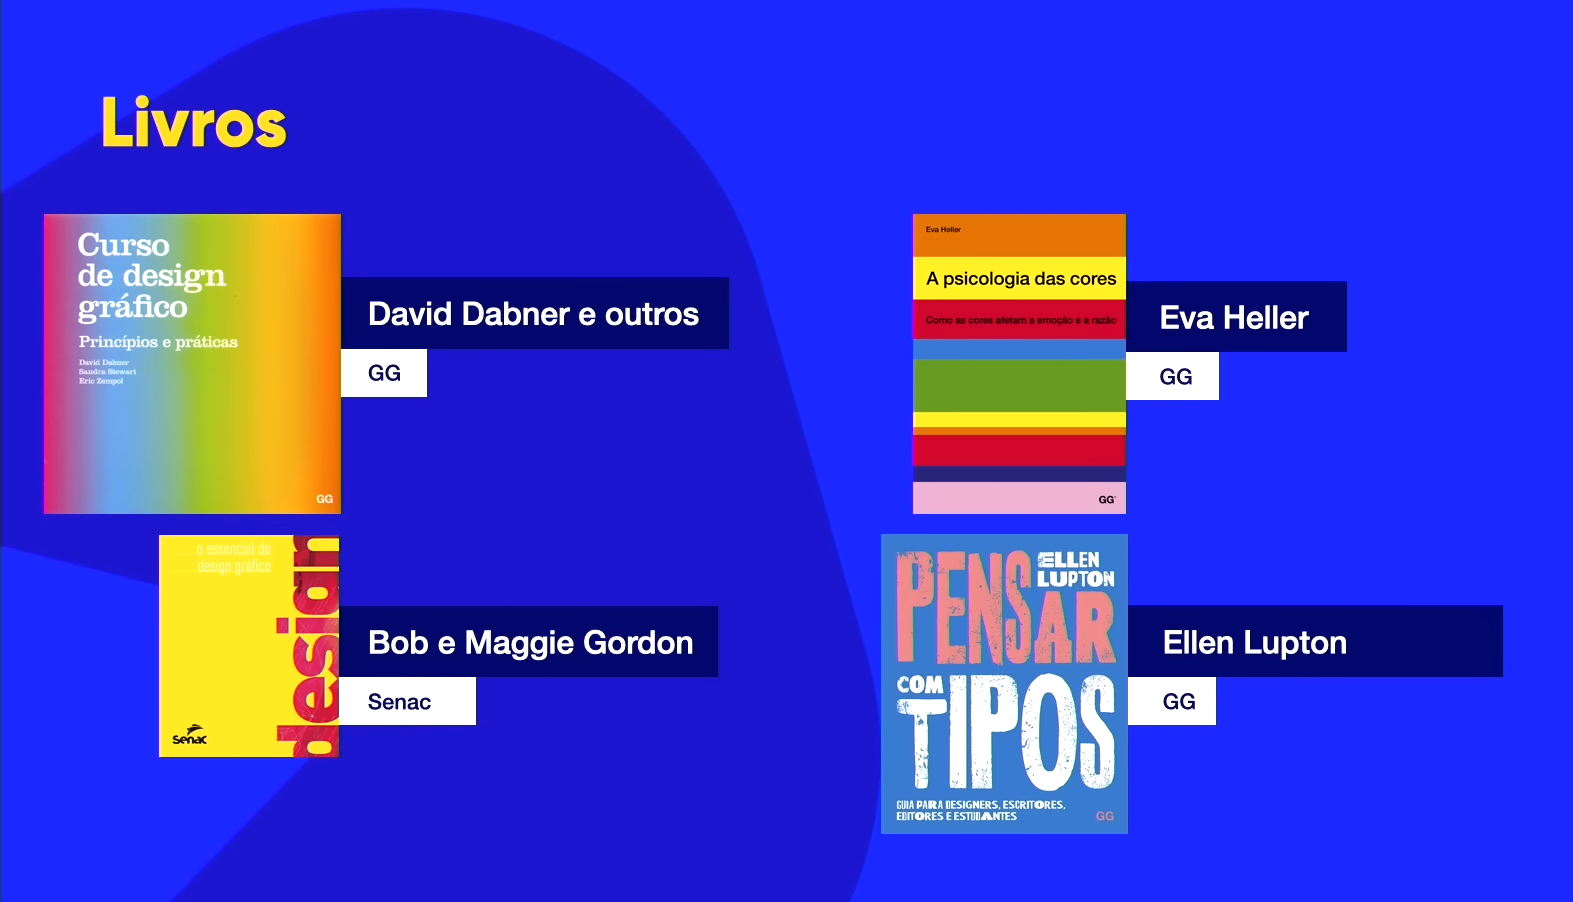 Livros
Curso
de design
gráfico
Princípios e práticas
David Dabner
Sandra Stewart
Eric Zempol
GG
David Dabner e outros
GG
Eva Heller
A psicologia das cores
Como as cores afetam a emoção e a razão
GG
Eva Heller
GG
o essencial do
design gráfico
design
Senac
Bob e Maggie Gordon
Senac
PENSAR
ELLEN
LUPTON
COM
TIPOS
GUIA PARA DESIGNERS, ESCRITORES,
EDITORES E ESTUDANTES
GG
Ellen Lupton
GG